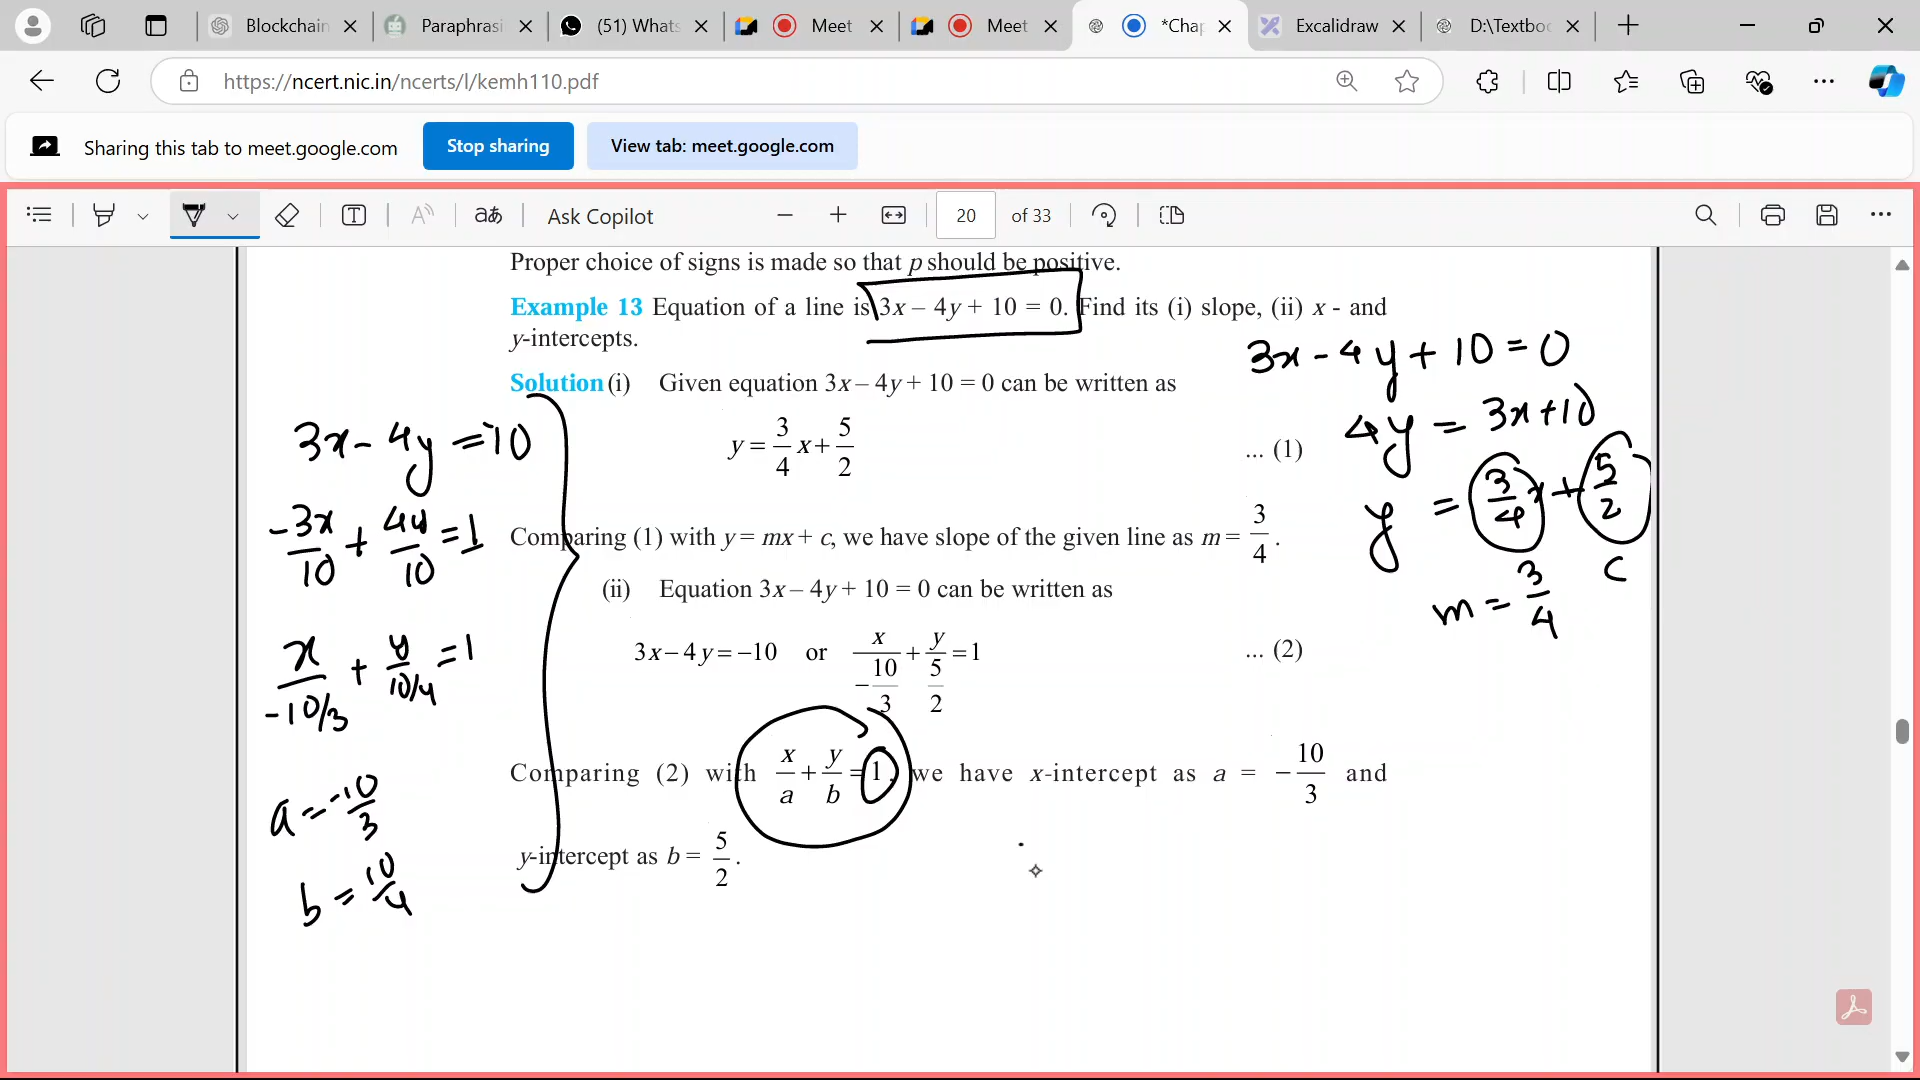 Blockchain
Paraphrasi
(51) Whats
Meet
Meet
*Chap
Excalidraw
D:\Textboo
https://ncert.nic.in/ncerts/l/kemh110.pdf
Sharing this tab to meet.google.com
Stop sharing
View tab: meet.google.com
Ask Copilot
20 of 33
Proper choice of signs is made so that p should be positive.
Example 13 Equation of a line is 3x – 4y + 10 = 0. Find its (i) slope, (ii) x - and
y-intercepts.
Solution (i) Given equation 3x – 4y + 10 = 0 can be written as
y = 3/4 x + 5/2 ... (1)
Comparing (1) with y = mx + c, we have slope of the given line as m = 3/4 .
(ii) Equation 3x – 4y + 10 = 0 can be written as
3x – 4y = –10 or x/(–10/3) + y/(5/2) = 1 ... (2)
Comparing (2) with x/a + y/b = 1, we have x-intercept as a = –10/3 and
y-intercept as b = 5/2 .
3x - 4y = -10
-3x/10 + 4y/10 = 1
x/(-10/3) + y/(10/4) = 1
a = -10/3
b = 10/4
3x - 4y + 10 = 0
4y = 3x + 10
y = 3/4 x + 5/2
c
m = 3/4